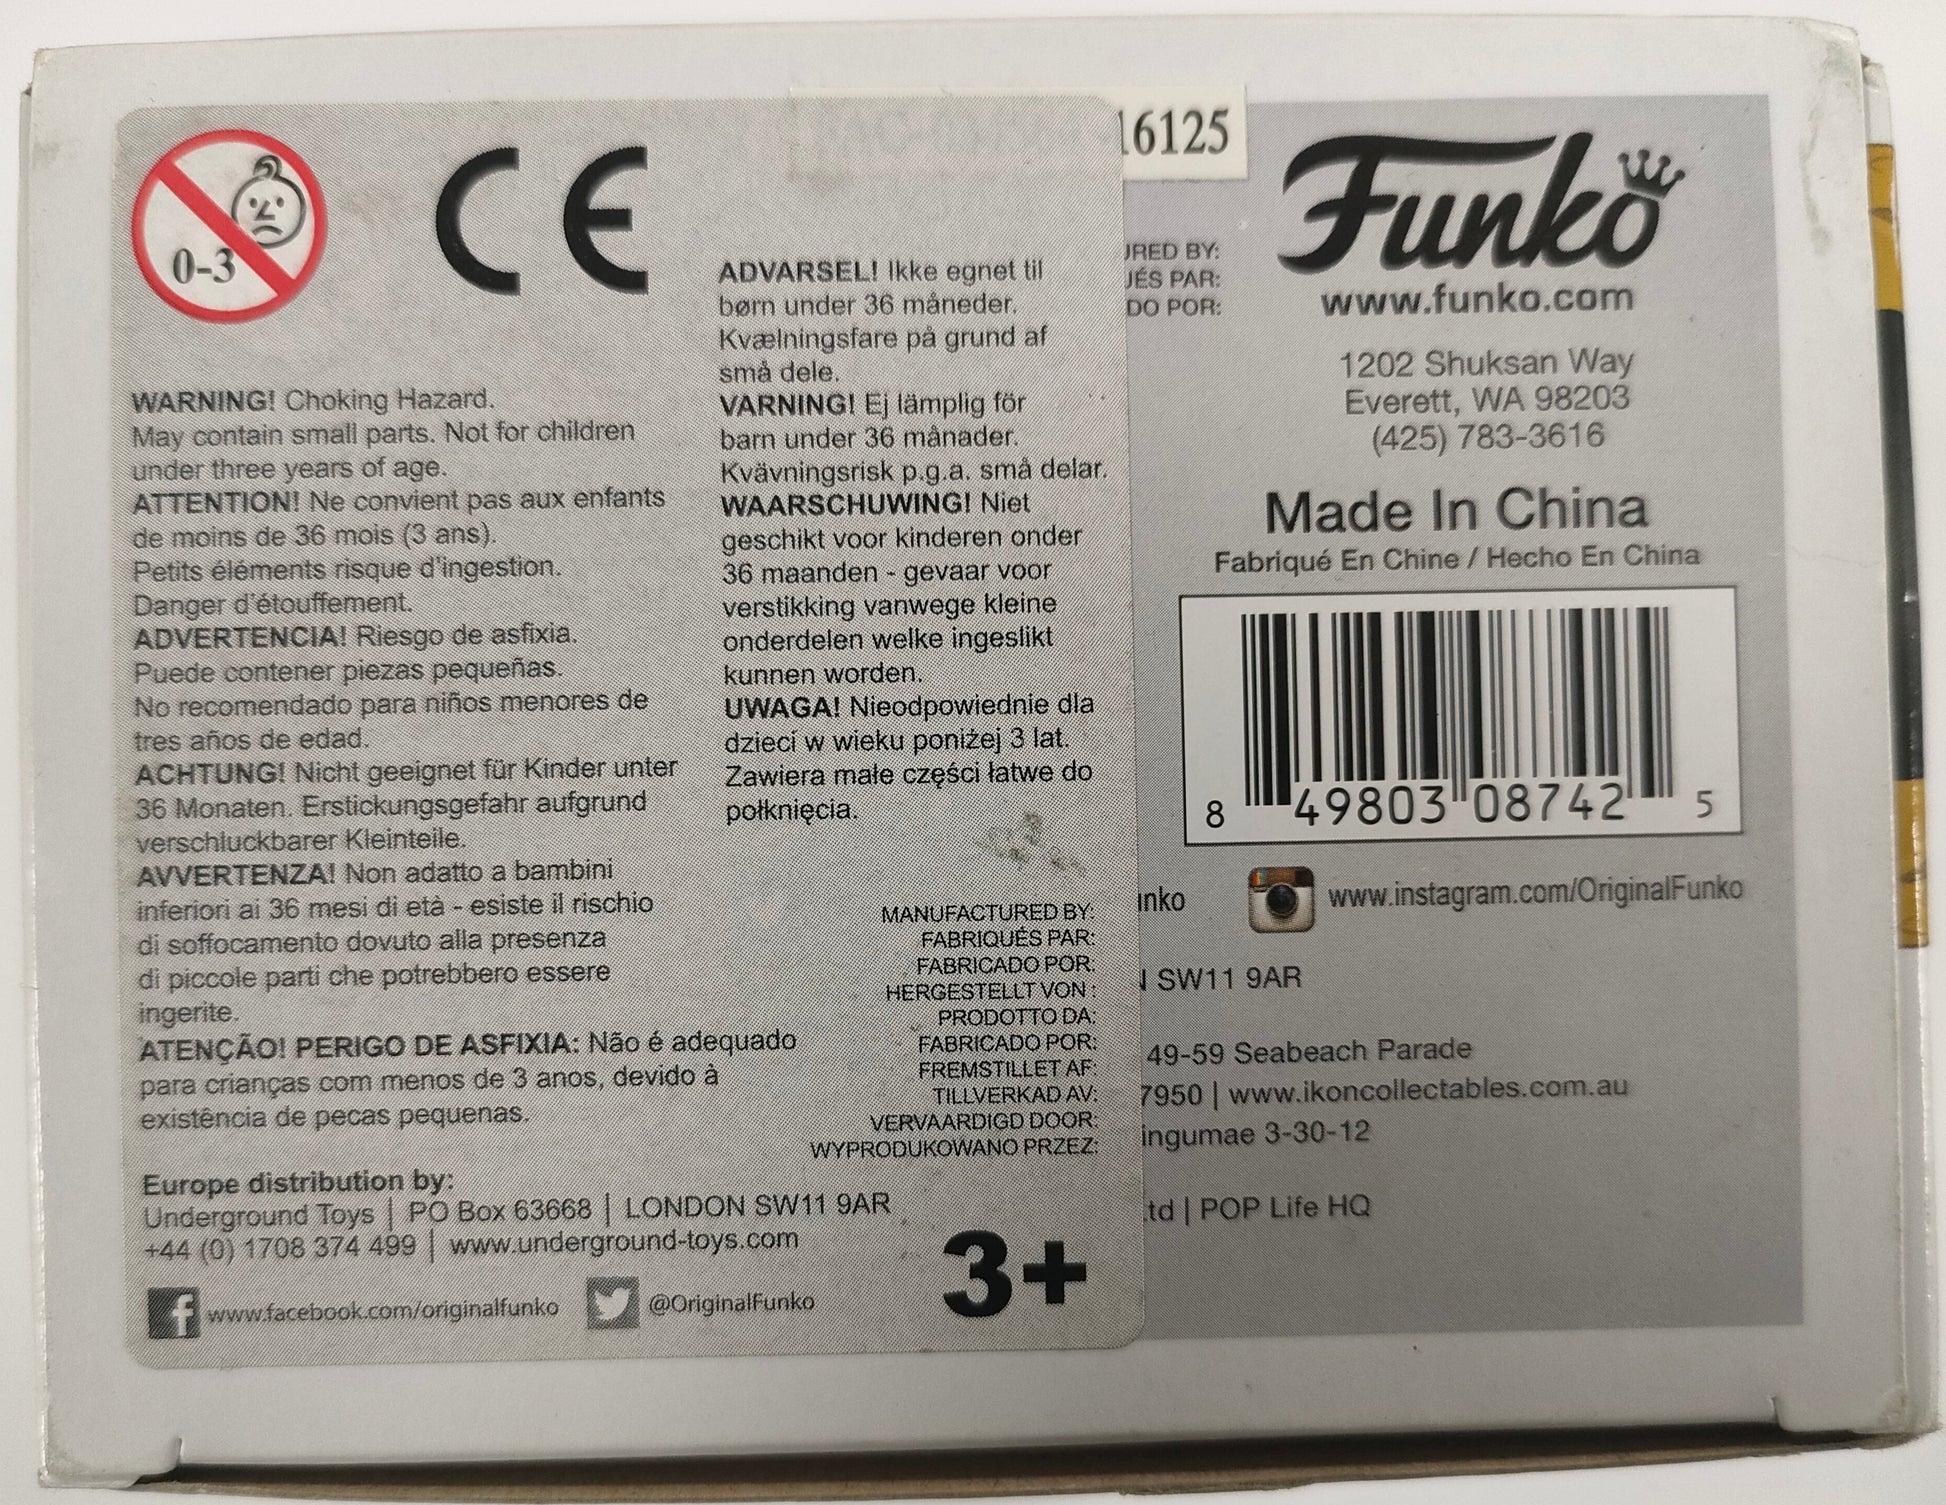 0-3
CE
WARNING! Choking Hazard.
May contain small parts. Not for children
under three years of age.
ATTENTION! Ne convient pas aux enfants
de moins de 36 mois (3 ans).
Petits éléments risque d'ingestion.
Danger d'étouffement.
ADVERTENCIA! Riesgo de asfixia.
Puede contener piezas pequeñas.
No recomendado para niños menores de
tres años de edad.
ACHTUNG! Nicht geeignet für Kinder unter
36 Monaten. Erstickungsgefahr aufgrund
verschluckbarer Kleinteile.
AVVERTENZA! Non adatto a bambini
inferiori ai 36 mesi di età - esiste il rischio
di soffocamento dovuto alla presenza
di piccole parti che potrebbero essere
ingerite.
ATENÇÃO! PERIGO DE ASFIXIA: Não é adequado
para crianças com menos de 3 anos, devido à
existência de pecas pequenas.
ADVARSEL! Ikke egnet til
børn under 36 måneder.
Kvælningsfare på grund af
små dele.
VARNING! Ej lämplig för
barn under 36 månader.
Kvävningsrisk p.g.a. små delar.
WAARSCHUWING! Niet
geschikt voor kinderen onder
36 maanden - gevaar voor
verstikking vanwege kleine
onderdelen welke ingeslikt
kunnen worden.
UWAGA! Nieodpowiednie dla
dzieci w wieku poniżej 3 lat.
Zawiera małe części łatwe do
połknięcia.
MANUFACTURED BY:
FABRIQUÉS PAR:
FABRICADO POR:
HERGESTELLT VON :
PRODOTTO DA:
FABRICADO POR:
FREMSTILLET AF:
TILLVERKAD AV:
VERVAARDIGD DOOR:
WYPRODUKOWANO PRZEZ:
Europe distribution by:
Underground Toys | PO Box 63668 | LONDON SW11 9AR
+44 (0) 1708 374 499 | www.underground-toys.com
www.facebook.com/originalfunko
@OriginalFunko
3+
16125
URED BY:
UÉS PAR:
DO POR:
Funko
www.funko.com
1202 Shuksan Way
Everett, WA 98203
(425) 783-3616
Made In China
Fabriqué En Chine / Hecho En China
8 49803 08742 5
unko
www.instagram.com/OriginalFunko
N SW11 9AR
49-59 Seabeach Parade
7950 | www.ikoncollectables.com.au
ingumae 3-30-12
td | POP Life HQ